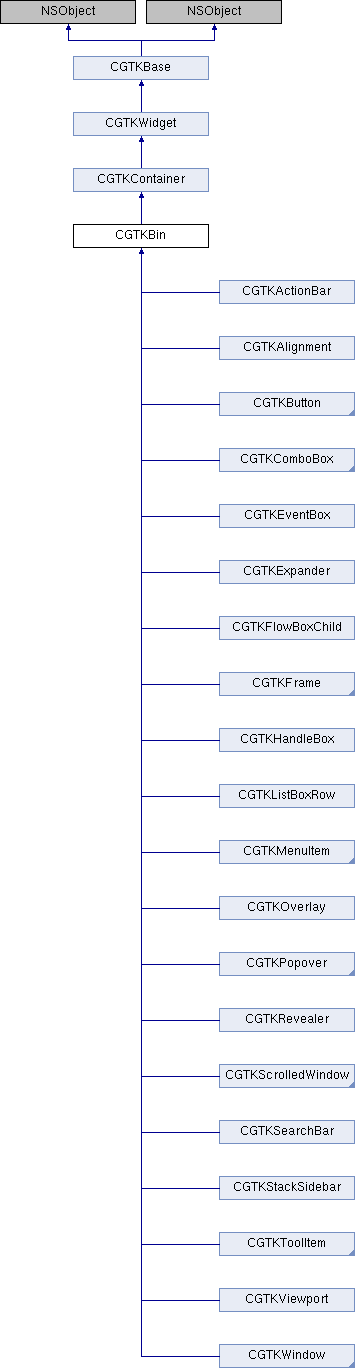 NSObject
NSObject
CGTKBase
CGTKWidget
CGTKContainer
CGTKBin
CGTKActionBar
CGTKAlignment
CGTKButton
CGTKComboBox
CGTKEventBox
CGTKExpander
CGTKFlowBoxChild
CGTKFrame
CGTKHandleBox
CGTKListBoxRow
CGTKMenuItem
CGTKOverlay
CGTKPopover
CGTKRevealer
CGTKScrolledWindow
CGTKSearchBar
CGTKStackSidebar
CGTKToolItem
CGTKViewport
CGTKWindow